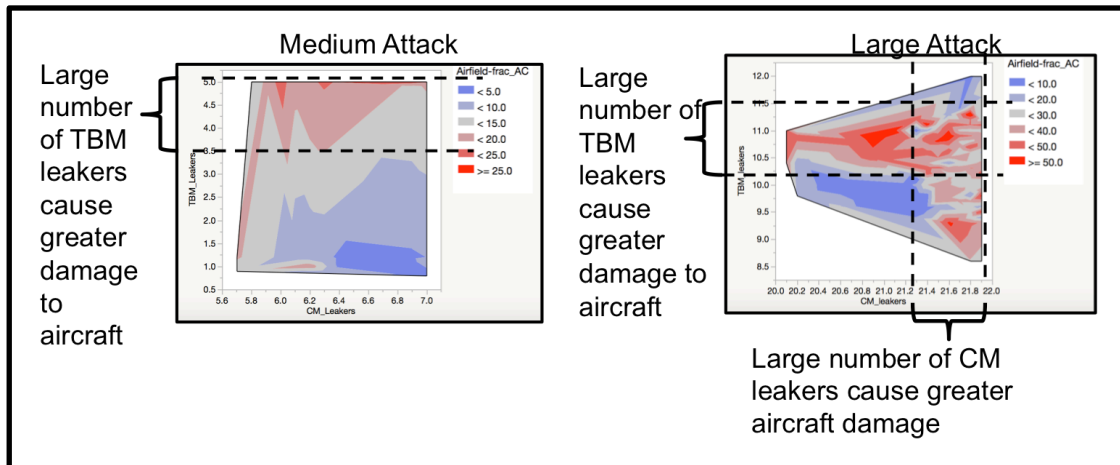 Medium Attack
Large
number
of TBM
leakers
cause
greater
damage
to
aircraft
Airfield-frac_AC
< 5.0
< 10.0
< 15.0
< 20.0
< 25.0
>= 25.0
TBM_Leakers
5.0
4.5
4.0
3.5
3.0
2.5
2.0
1.5
1.0
0.5
5.6 5.8 6.0 6.2 6.4 6.6 6.8 7.0
CM_Leakers
Large Attack
Large
number of
TBM
leakers
cause
greater
damage to
aircraft
Airfield-frac_AC
< 10.0
< 20.0
< 30.0
< 40.0
< 50.0
>= 50.0
TBM_Leakers
12.0
11.5
11.0
10.5
10.0
9.5
9.0
8.5
20.0 20.2 20.4 20.6 20.8 21.0 21.2 21.4 21.6 21.8 22.0
CM_leakers
Large number of CM
leakers cause greater
aircraft damage